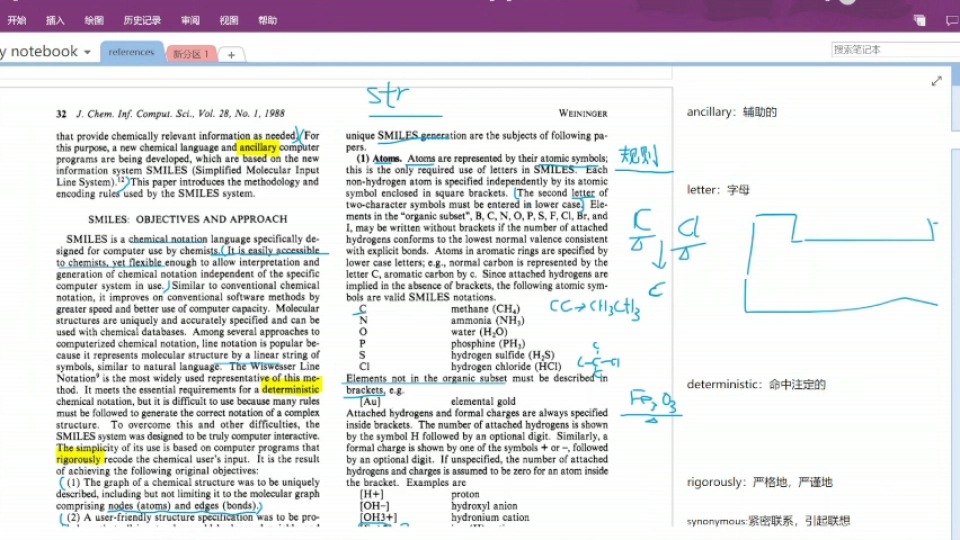 开始 插入 绘图 历史记录 审阅 视图 帮助
y notebook references 新分区 1 + 搜索笔记本
str
32 J. Chem. Inf. Comput. Sci., Vol. 28, No. 1, 1988 WEININGER
that provide chemically relevant information as needed. For
this purpose, a new chemical language and ancillary computer
programs are being developed, which are based on the new
information system SMILES (Simplified Molecular Input
Line System).12 This paper introduces the methodology and
encoding rules used by the SMILES system.
SMILES: OBJECTIVES AND APPROACH
SMILES is a chemical notation language specifically de-
signed for computer use by chemists. It is easily accessible
to chemists, yet flexible enough to allow interpretation and
generation of chemical notation independent of the specific
computer system in use. Similar to conventional chemical
notation, it improves on conventional software methods by
greater speed and better use of computer capacity. Molecular
structures are uniquely and accurately specified and can be
used with chemical databases. Among several approaches to
computerized chemical notation, line notation is popular be-
cause it represents molecular structure by a linear string of
symbols, similar to natural language. The Wiswesser Line
Notation9 is the most widely used representative of this me-
thod. It meets the essential requirements for a deterministic
chemical notation, but it is difficult to use because many rules
must be followed to generate the correct notation of a complex
structure. To overcome this and other difficulties, the
SMILES system was designed to be truly computer interactive.
The simplicity of its use is based on computer programs that
rigorously recode the chemical user's input. It is the result
of achieving the following original objectives:
(1) The graph of a chemical structure was to be uniquely
described, including but not limiting it to the molecular graph
comprising nodes (atoms) and edges (bonds).
(2) A user-friendly structure specification was to be pro-
unique SMILES generation are the subjects of following pa-
pers.
(1) Atoms. Atoms are represented by their atomic symbols;
this is the only required use of letters in SMILES. Each
non-hydrogen atom is specified independently by its atomic
symbol enclosed in square brackets. The second letter of
two-character symbols must be entered in lower case. Ele-
ments in the "organic subset", B, C, N, O, P, S, F, Cl, Br, and
I, may be written without brackets if the number of attached
hydrogens conforms to the lowest normal valence consistent
with explicit bonds. Atoms in aromatic rings are specified by
lower case letters; e.g., normal carbon is represented by the
letter C, aromatic carbon by c. Since attached hydrogens are
implied in the absence of brackets, the following atomic sym-
bols are valid SMILES notations.
C methane (CH4)
N ammonia (NH3)
O water (H2O)
P phosphine (PH3)
S hydrogen sulfide (H2S)
Cl hydrogen chloride (HCl)
Elements not in the organic subset must be described in
brackets, e.g.
[Au] elemental gold
Attached hydrogens and formal charges are always specified
inside brackets. The number of attached hydrogens is shown
by the symbol H followed by an optional digit. Similarly, a
formal charge is shown by one of the symbols + or −, followed
by an optional digit. If unspecified, the number of attached
hydrogens and charges is assumed to be zero for an atom inside
the bracket. Examples are
[H+] proton
[OH−] hydroxyl anion
[OH3+] hydronium cation
规则
C Cl
c
CC→CH3CH3
Fe2O3
ancillary：辅助的
letter：字母
deterministic：命中注定的
rigorously：严格地，严谨地
synonymous:紧密联系，引起联想